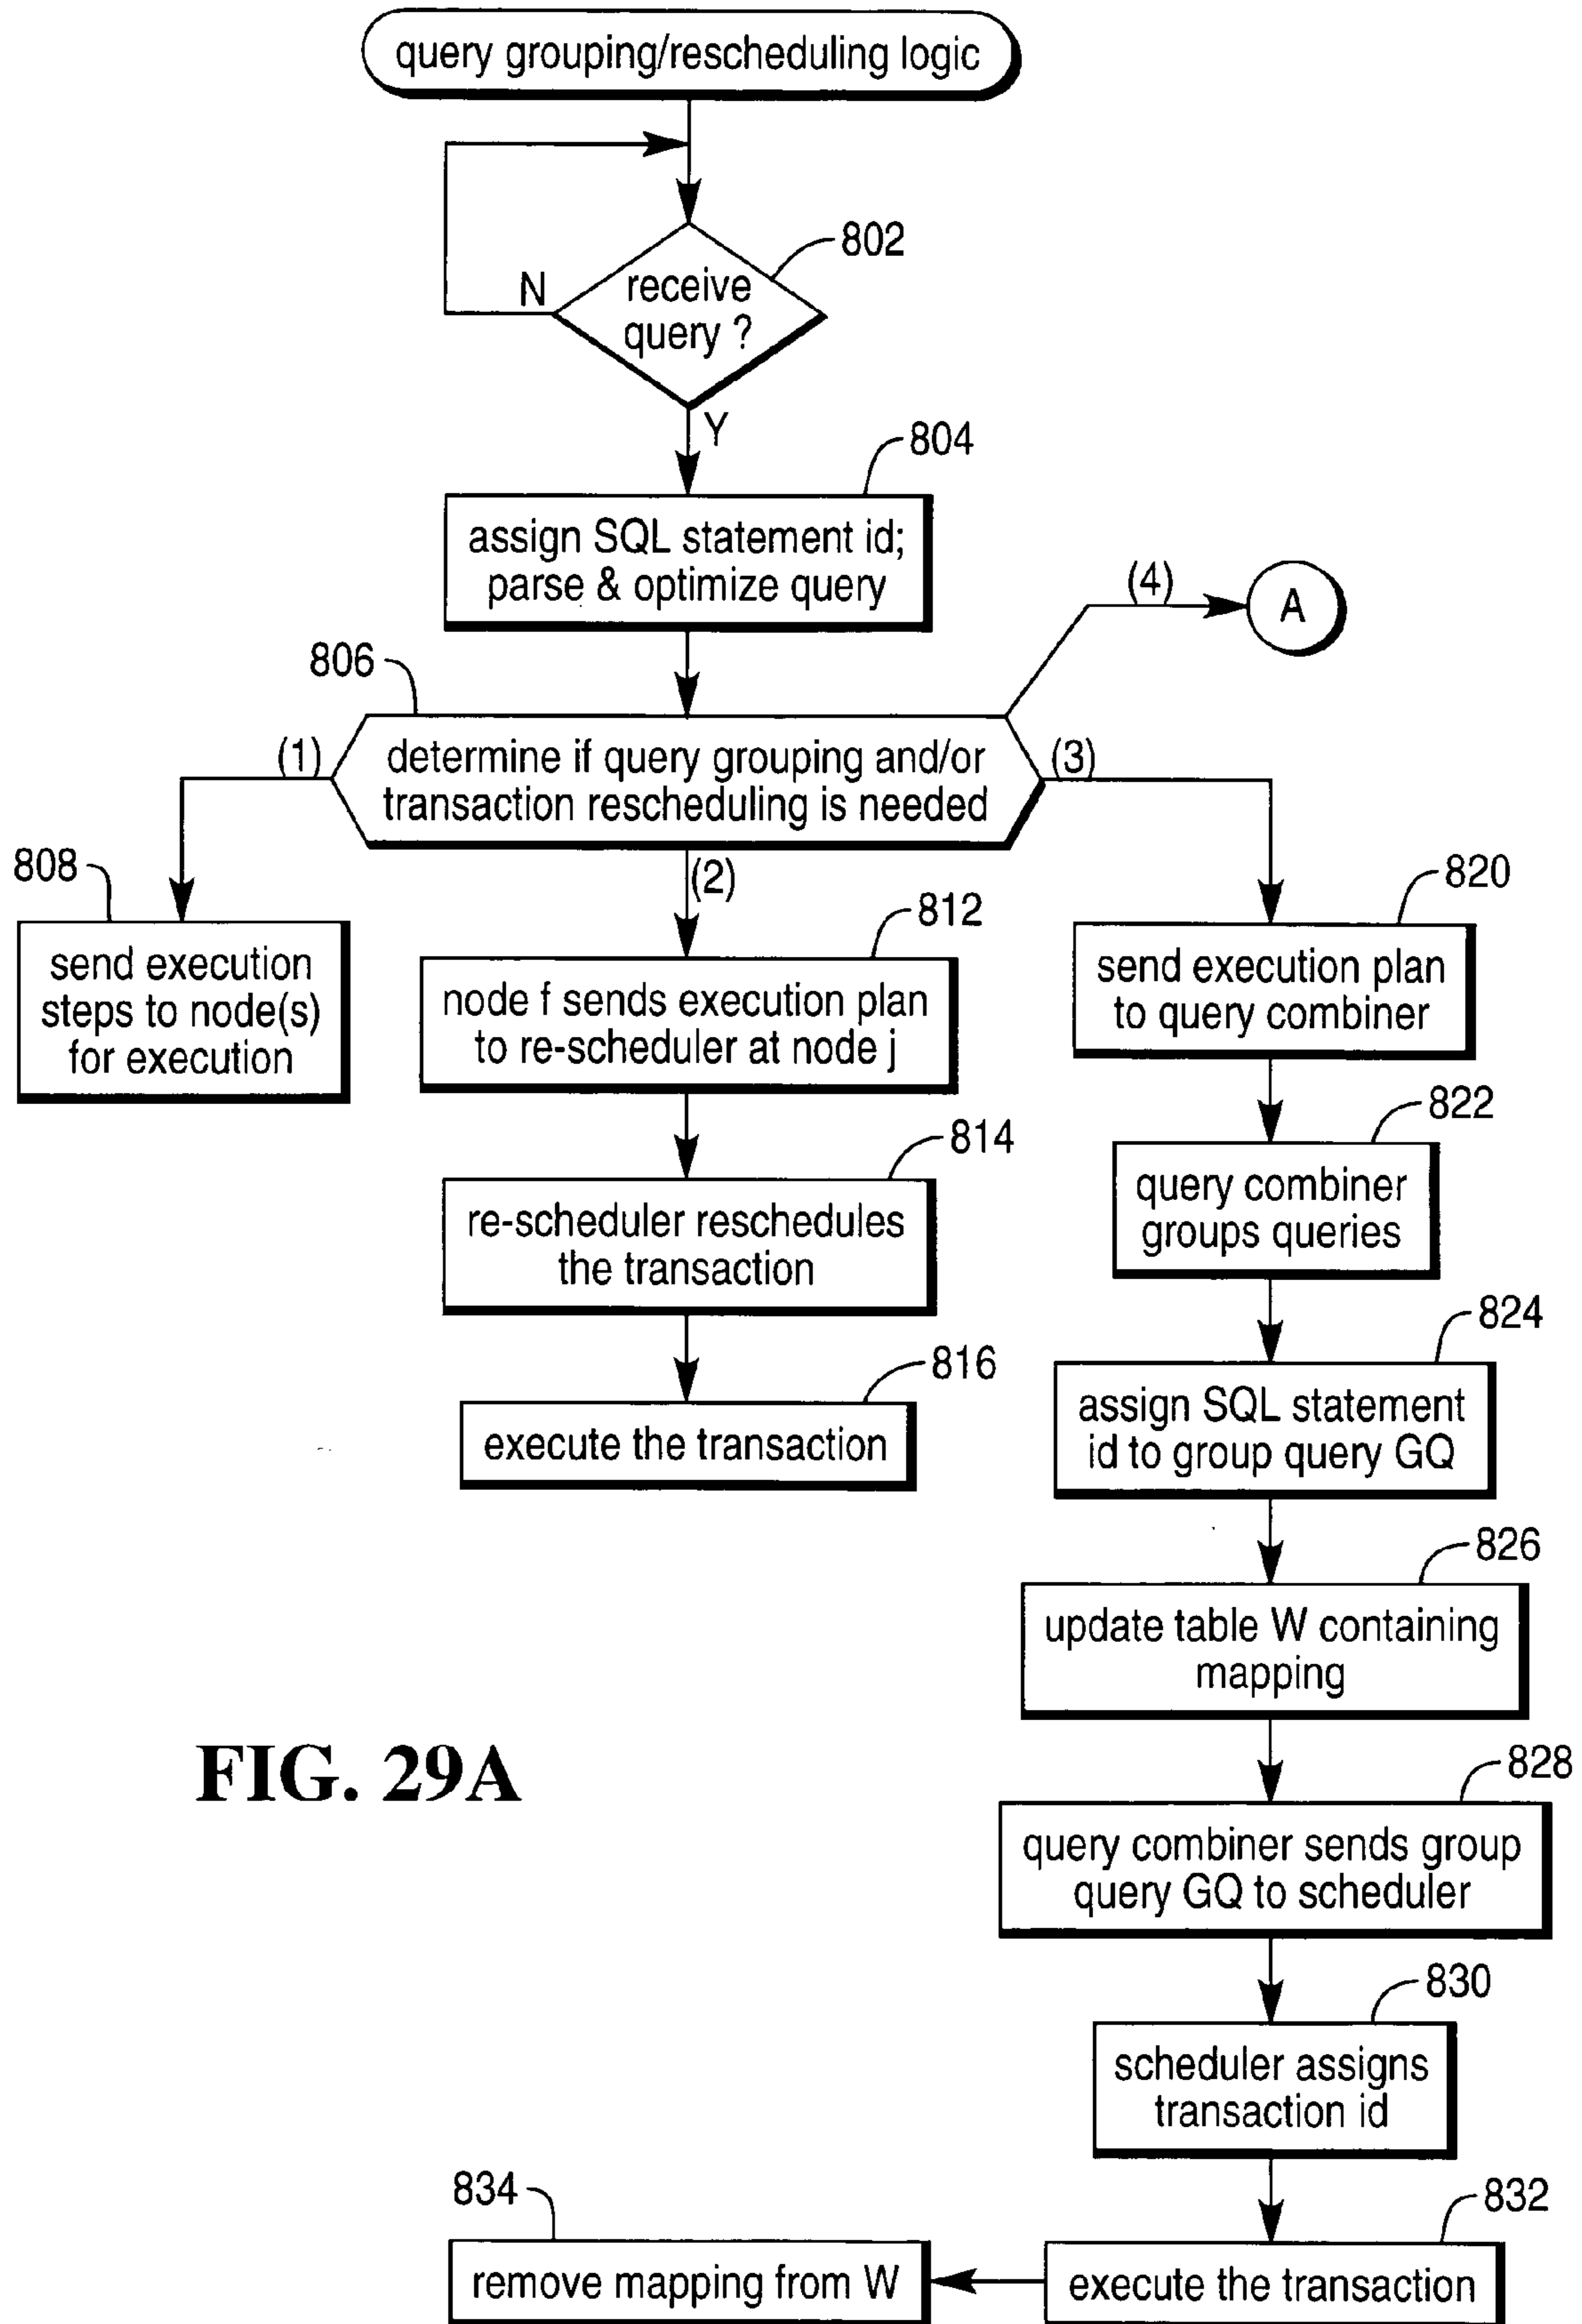 query grouping/rescheduling logic
802
N
receive
query ?
Y
804
assign SQL statement id;
parse & optimize query
(4)
A
806
(1)
determine if query grouping and/or
transaction rescheduling is needed
(3)
808
(2)
812
820
send execution
steps to node(s)
for execution
node f sends execution plan
to re-scheduler at node j
send execution plan
to query combiner
822
814
query combiner
groups queries
re-scheduler reschedules
the transaction
824
816
assign SQL statement
id to group query GQ
execute the transaction
826
update table W containing
mapping
FIG. 29A
828
query combiner sends group
query GQ to scheduler
830
scheduler assigns
transaction id
834
832
remove mapping from W
execute the transaction